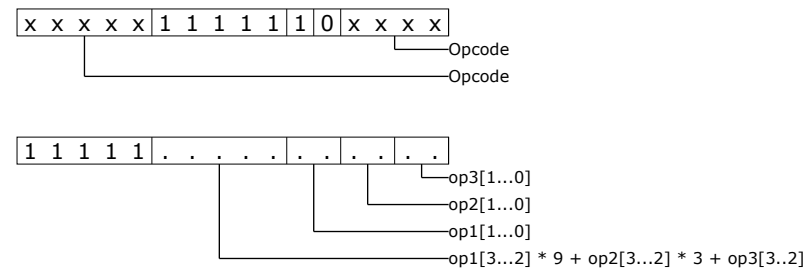 x x x x x 1 1 1 1 1 1 0 x x x x
Opcode
Opcode
1 1 1 1 1 . . . . . . . . . . .
op3[1...0]
op2[1...0]
op1[1...0]
op1[3...2] * 9 + op2[3...2] * 3 + op3[3..2]